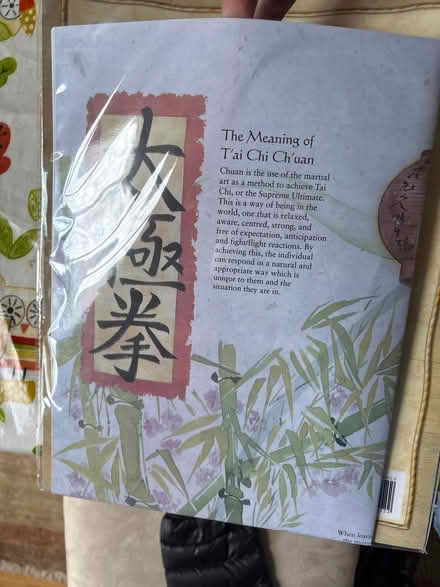 太極拳
The Meaning of
T'ai Chi Ch'uan
Chuan is the use of the martial
art as a method to achieve Tai
Chi, or the Supreme Ultimate.
This is a way of being in the
world, one that is relaxed,
aware, centred, strong, and
free of expectation, anticipation
and fight/flight reactions. By
achieving this, the individual
can respond in a natural and
appropriate way which is
unique to them and the
situation they are in.
When